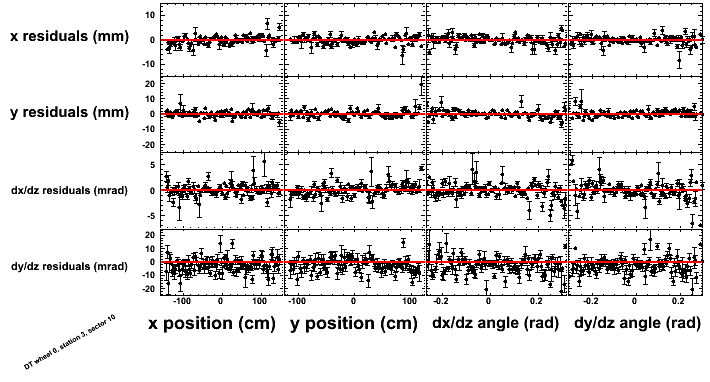 x residuals (mm)
10
0
-10
y residuals (mm)
20
10
0
-10
-20
dx/dz residuals (mrad)
5
0
-5
dy/dz residuals (mrad)
20
10
0
-10
-20
-100 0 100 -100 0 100 -0.2 0 0.2 -0.2 0 0.2
x position (cm) y position (cm) dx/dz angle (rad) dy/dz angle (rad)
DT wheel 0, station 3, sector 10